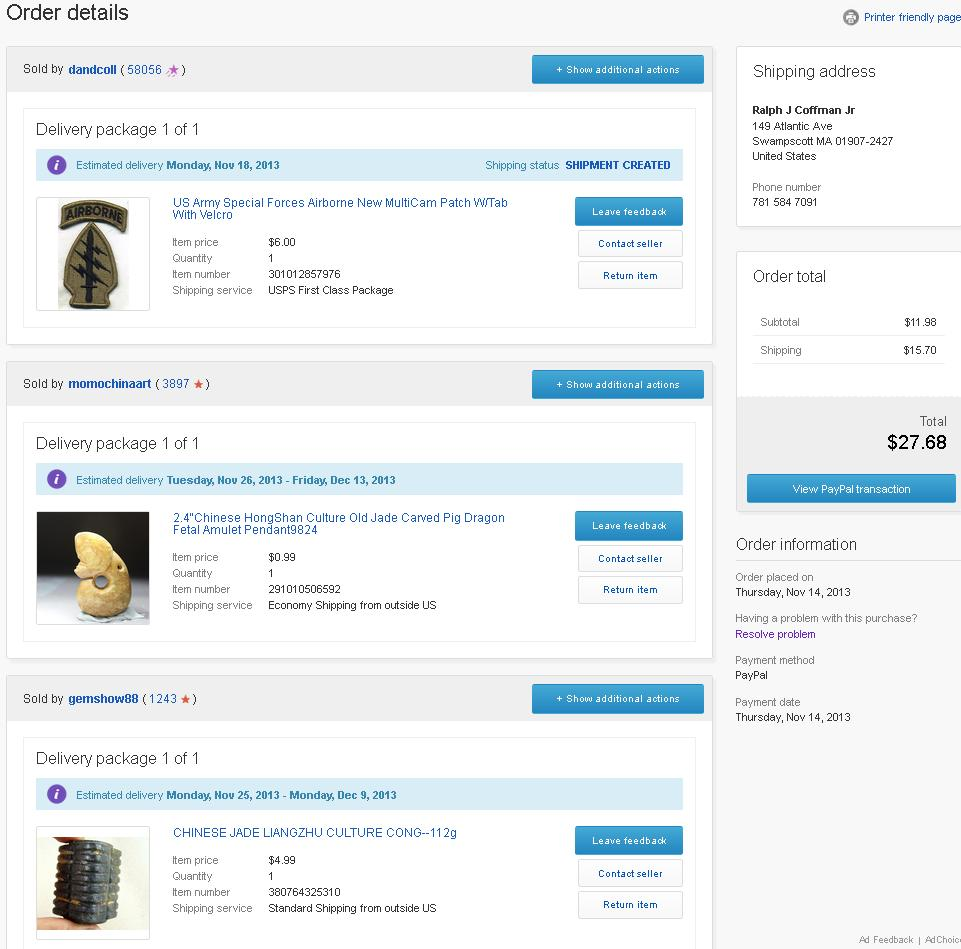 Order details
Printer friendly page
Sold by dandcoll ( 58056 )
+ Show additional actions
Delivery package 1 of 1
i Estimated delivery Monday, Nov 18, 2013
Shipping status SHIPMENT CREATED
AIRBORNE
US Army Special Forces Airborne New MultiCam Patch W/Tab
With Velcro
Item price $6.00
Quantity 1
Item number 301012857976
Shipping service USPS First Class Package
Leave feedback
Contact seller
Return item
Sold by momochinaart ( 3897 )
+ Show additional actions
Delivery package 1 of 1
i Estimated delivery Tuesday, Nov 26, 2013 - Friday, Dec 13, 2013
2.4"Chinese HongShan Culture Old Jade Carved Pig Dragon
Fetal Amulet Pendant9824
Item price $0.99
Quantity 1
Item number 291010506592
Shipping service Economy Shipping from outside US
Leave feedback
Contact seller
Return item
Sold by gemshow88 ( 1243 )
+ Show additional actions
Delivery package 1 of 1
i Estimated delivery Monday, Nov 25, 2013 - Monday, Dec 9, 2013
CHINESE JADE LIANGZHU CULTURE CONG--112g
Item price $4.99
Quantity 1
Item number 380764325310
Shipping service Standard Shipping from outside US
Leave feedback
Contact seller
Return item
Shipping address
Ralph J Coffman Jr
149 Atlantic Ave
Swampscott MA 01907-2427
United States
Phone number
781 584 7091
Order total
Subtotal $11.98
Shipping $15.70
Total
$27.68
View PayPal transaction
Order information
Order placed on
Thursday, Nov 14, 2013
Having a problem with this purchase?
Resolve problem
Payment method
PayPal
Payment date
Thursday, Nov 14, 2013
Ad Feedback | AdChoic